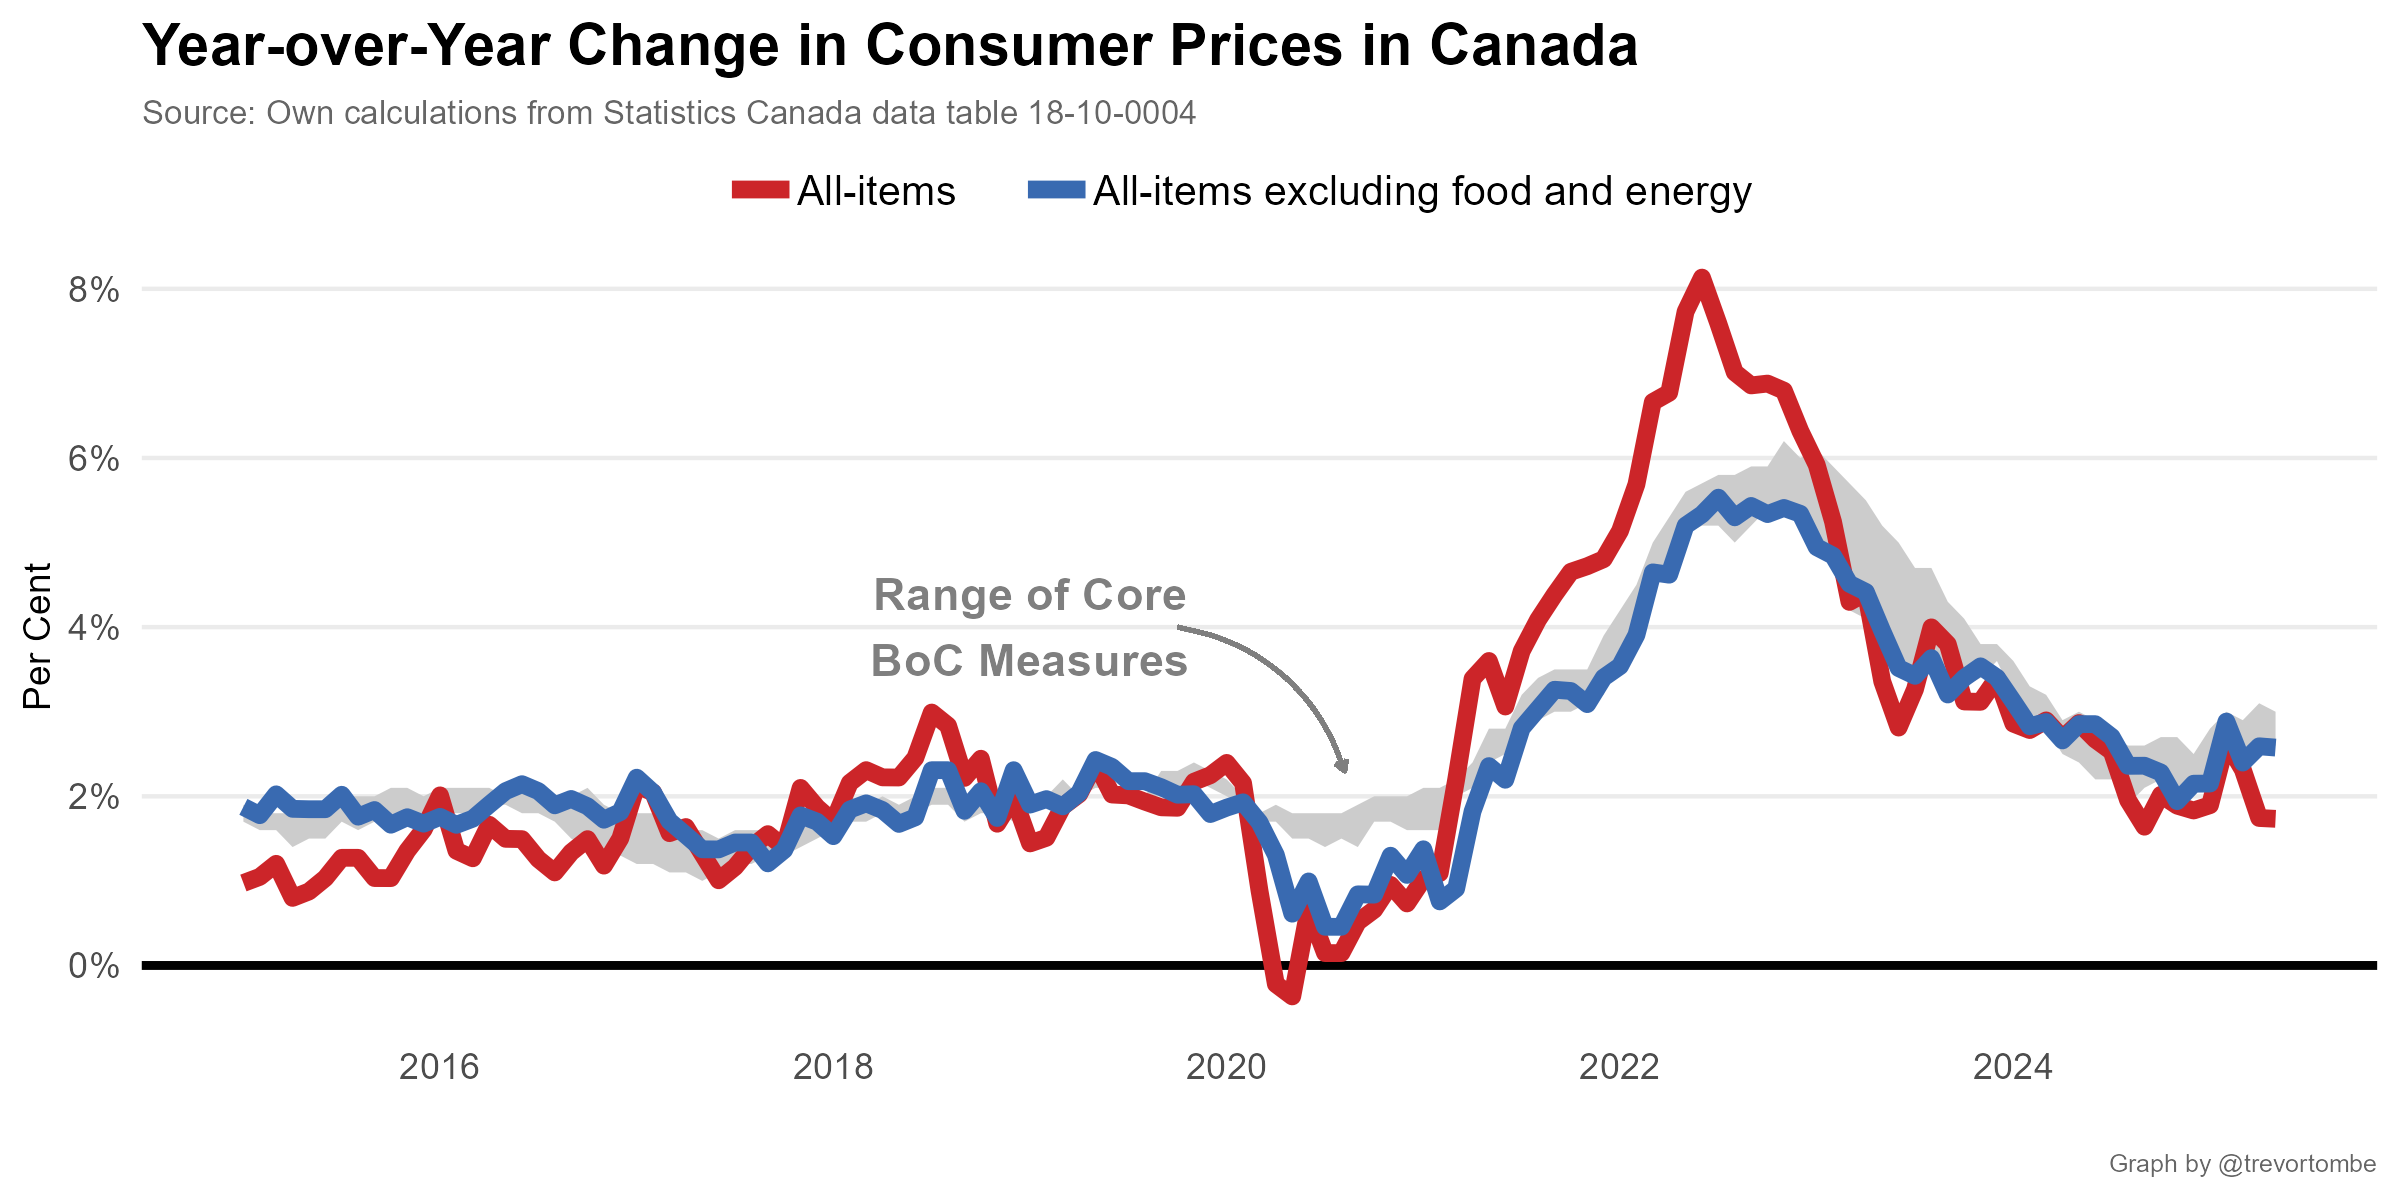 Year-over-Year Change in Consumer Prices in Canada
Source: Own calculations from Statistics Canada data table 18-10-0004
All-items
All-items excluding food and energy
Per Cent
8%
6%
4%
2%
0%
Range of Core
BoC Measures
2016
2018
2020
2022
2024
Graph by @trevortombe